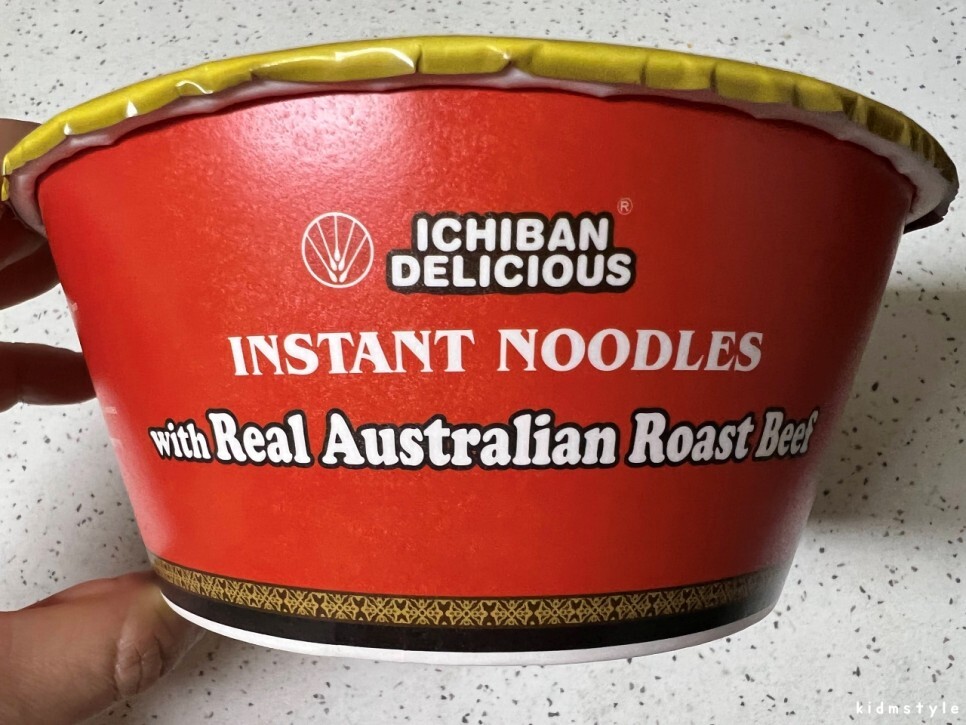 ICHIBAN ®
DELICIOUS
INSTANT NOODLES
with Real Australian Roast Beef
kidmstyle